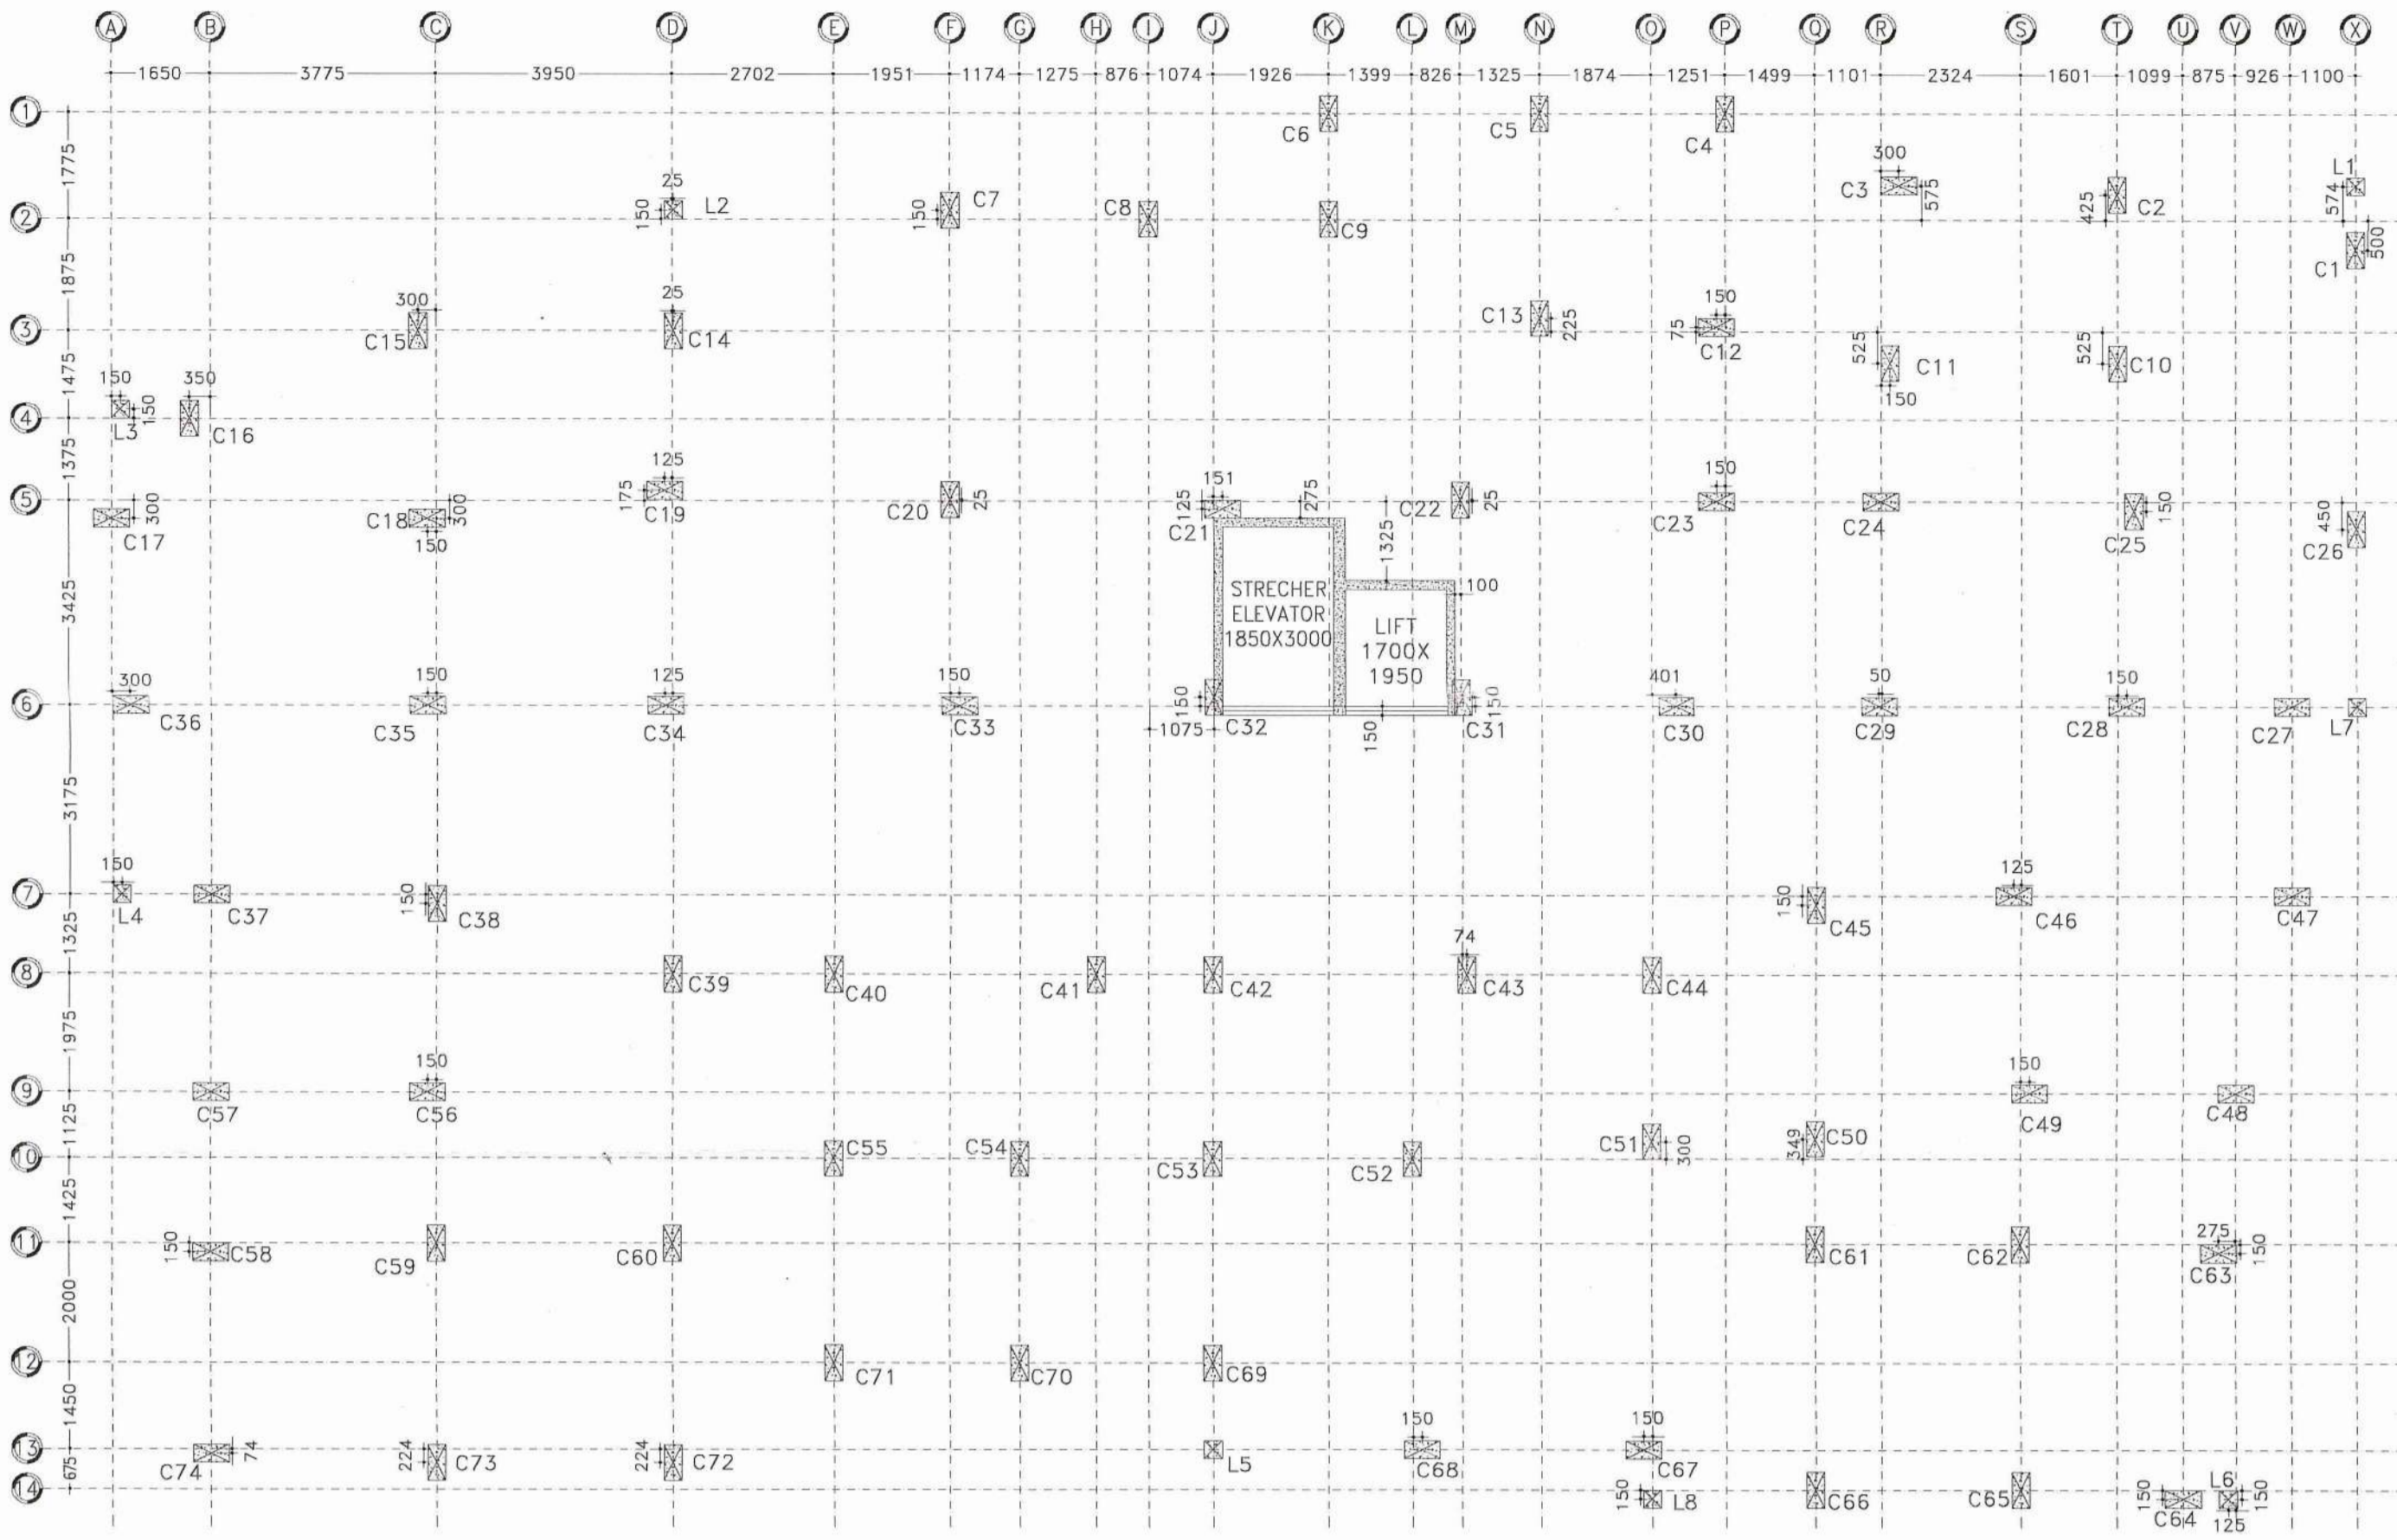 A B C D E F G H I J K L M N O P Q R S T U V W X
1650 3775 3950 2702 1951 1174 1275 876 1074 1926 1399 826 1325 1874 1251 1499 1101 2324 1601 1099 875 926 1100
1
C6 C5 C4
1775
300
C3 575
L1
574
25
150 L2
150 C7
C8
C9
425 C2
2
500
C1
1875
300
25
C13 225
150
75
C12
3
C15 C14
525 C11
150
525 C10
1475
150 350
150
L3 C16
4
1375
125
175
C19
151
125
C21
275
1325
150
C23
5
300
C17
C18 300
150
C20 25
C22 25
C24
150
C25
450
C26
3425
STRECHER
ELEVATOR
1850X3000
100
LIFT
1700X
1950
6
300
C36
150
C35
125
C34
150
C33
150
C32
1075
150
150
C31
401
C30
50
C29
150
C28
C27
L7
3175
7
150
L4
C37
150
C38
150
C45
125
C46
C47
1325
8
C39 C40 C41 C42
74
C43
C44
1975
9
C57
150
C56
150
C49
C48
1125
10
C55 C54 C53 C52
C51 300
349 C50
1425
11
150 C58
C59 C60 C61 C62
275
150
C63
2000
12
C71 C70 C69
1450
13
74
C74
224 C73
224 C72
L5
150
C68
150
C67
675
14
150 L8
C66 C65
150
C64
L6
150
125